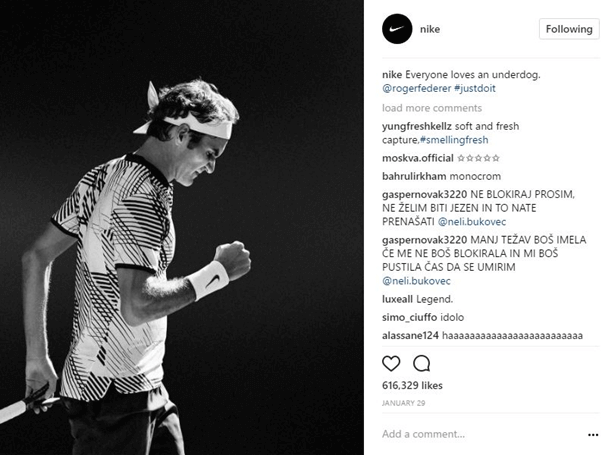 nike
Following
nike Everyone loves an underdog.
@rogerfederer #justdoit
load more comments
yungfreshkellz soft and fresh
capture.#smellingfresh
moskva.official ☆☆☆☆☆
bahrulirkham monocrom
gaspernovak3220 NE BLOKIRAJ PROSIM,
NE ŽELIM BITI JEZEN IN TO NATE
PRENAŠATI @neli.bukovec
gaspernovak3220 MANJ TEŽAV BOŠ IMELA
ČE ME NE BOŠ BLOKIRALA IN MI BOŠ
PUSTILA ČAS DA SE UMIRIM
@neli.bukovec
luxeall Legend.
simo_ciuffo idolo
alassane124 haaaaaaaaaaaaaaaaaaaaaaaaa
616,329 likes
JANUARY 29
Add a comment...